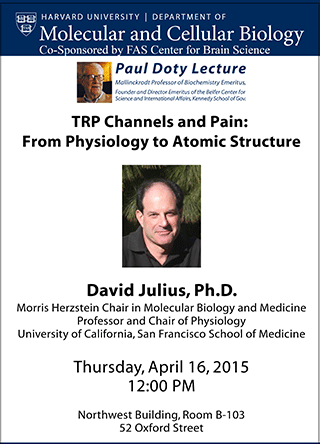 HARVARD UNIVERSITY | DEPARTMENT OF
Molecular and Cellular Biology
Co-Sponsored by FAS Center for Brain Science
Paul Doty Lecture
Mallinckrodt Professor of Biochemistry Emeritus,
Founder and Director Emeritus of the Belfer Center for
Science and International Affairs, Kennedy School of Gov.
TRP Channels and Pain:
From Physiology to Atomic Structure
David Julius, Ph.D.
Morris Herzstein Chair in Molecular Biology and Medicine
Professor and Chair of Physiology
University of California, San Francisco School of Medicine
Thursday, April 16, 2015
12:00 PM
Northwest Building, Room B-103
52 Oxford Street